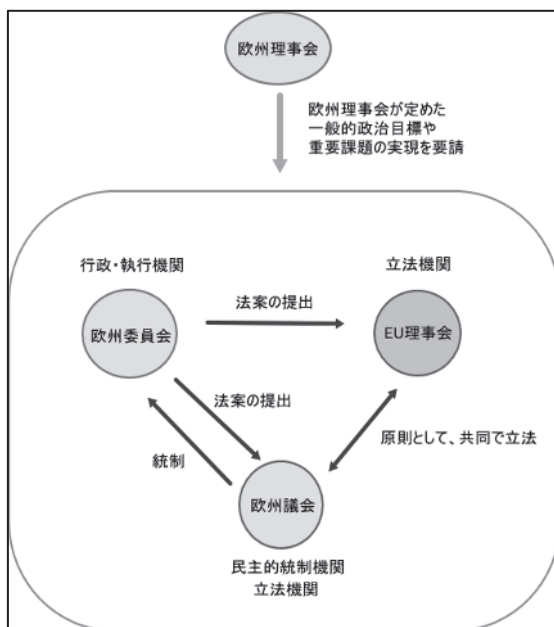 欧州理事会
欧州理事会が定めた
一般的政治目標や
重要課題の実現を要請
行政・執行機関
立法機関
欧州委員会
法案の提出
EU理事会
法案の提出
統制
原則として、共同で立法
欧州議会
民主的統制機関
立法機関